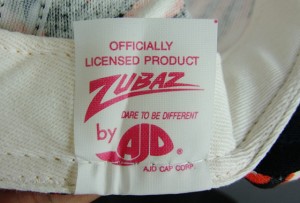 OFFICIALLY
LICENSED PRODUCT
ZUBAZ
DARE TO BE DIFFERENT
by AJD®
AJD CAP CORP.